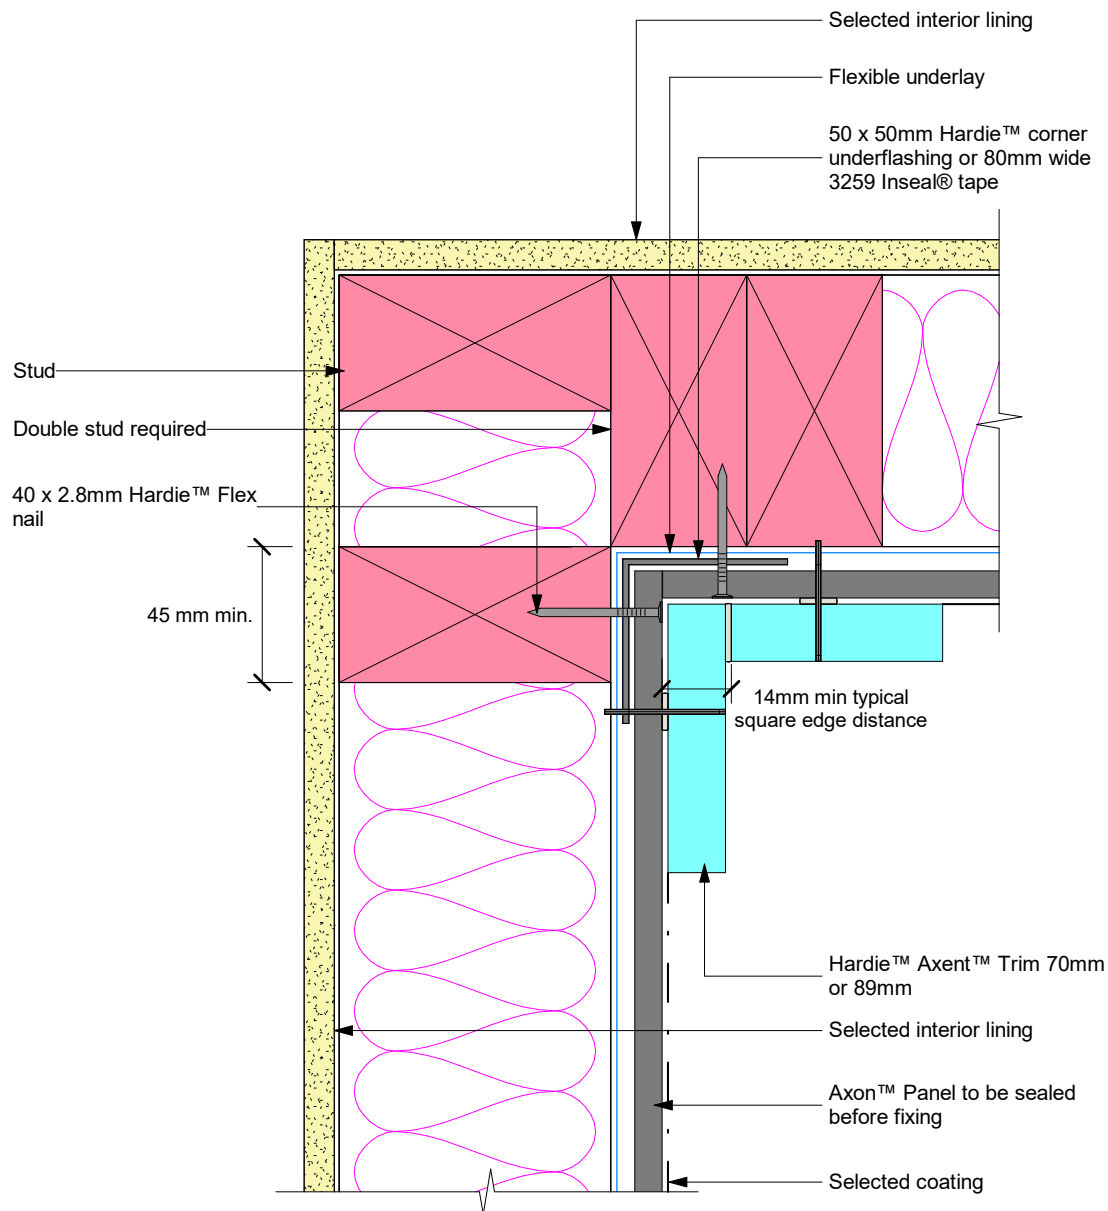 Selected interior lining
Flexible underlay
50 x 50mm Hardie™ corner
underflashing or 80mm wide
3259 Inseal® tape
Stud
Double stud required
40 x 2.8mm Hardie™ Flex
nail
45 mm min.
14mm min typical
square edge distance
Hardie™ Axent™ Trim 70mm
or 89mm
Selected interior lining
Axon™ Panel to be sealed
before fixing
Selected coating